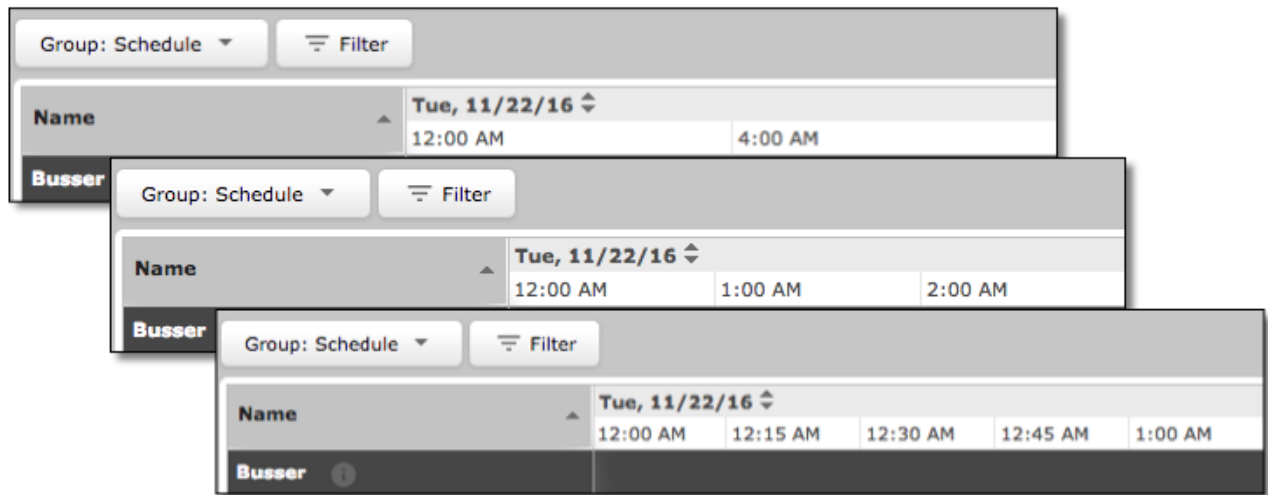 Group: Schedule Filter
Name
Tue, 11/22/16
12:00 AM 4:00 AM
Busser
Group: Schedule Filter
Name
Tue, 11/22/16
12:00 AM 1:00 AM 2:00 AM
Busser
Group: Schedule Filter
Name
Tue, 11/22/16
12:00 AM 12:15 AM 12:30 AM 12:45 AM 1:00 AM
Busser